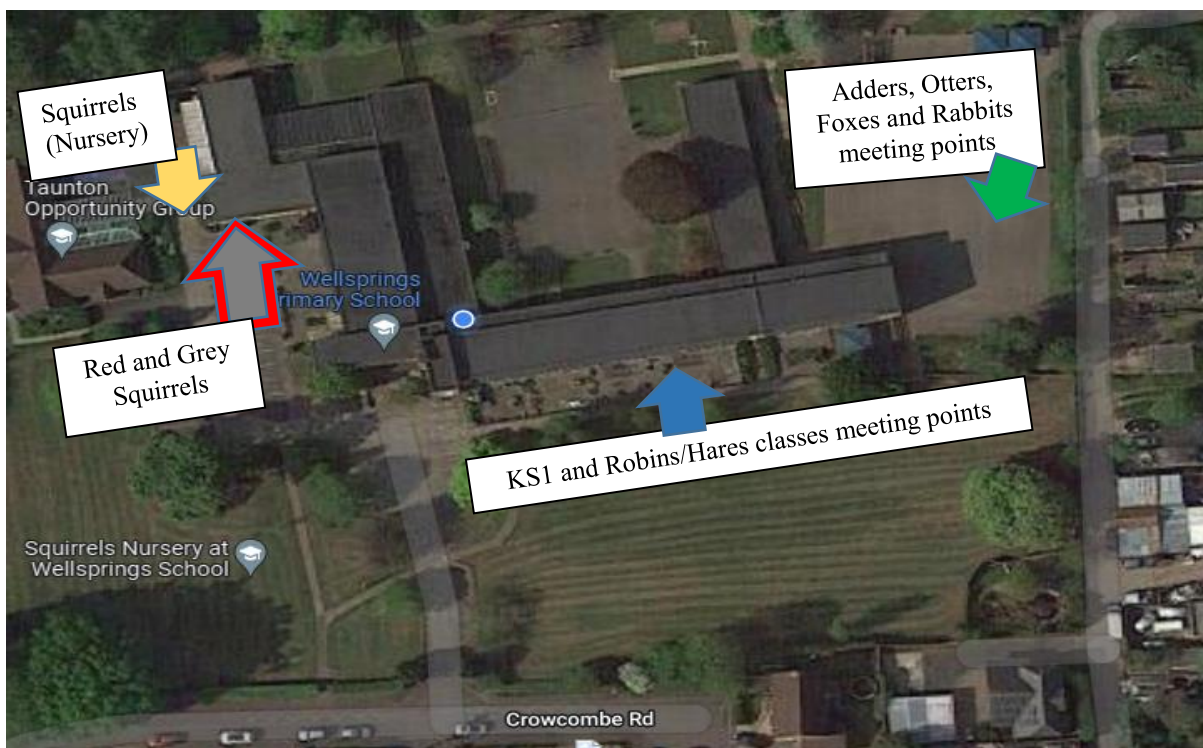 Squirrels
(Nursery)
Adders, Otters,
Foxes and Rabbits
meeting points
Taunton
Opportunity Group
Wellsprings
rimary School
Red and Grey
Squirrels
KS1 and Robins/Hares classes meeting points
Squirrels Nursery at
Wellsprings School
Crowcombe Rd